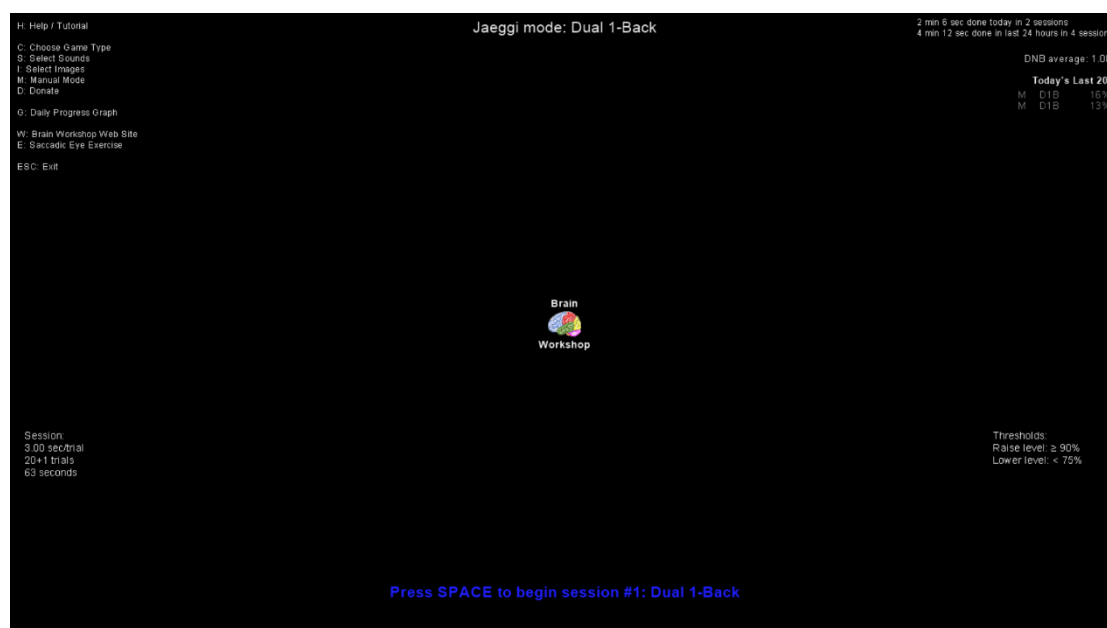 H: Help / Tutorial
C: Choose Game Type
S: Select Sounds
I: Select Images
M: Manual Mode
D: Donate
G: Daily Progress Graph
W: Brain Workshop Web Site
E: Saccadic Eye Exercise
ESC: Exit
Jaeggi mode: Dual 1-Back
2 min 6 sec done today in 2 sessions
4 min 12 sec done in last 24 hours in 4 session
DNB average: 1.0
Today's Last 20
M D1B 16%
M D1B 13%
Brain
Workshop
Session:
3.00 sec/trial
20+1 trials
63 seconds
Thresholds:
Raise level: ≥ 90%
Lower level: < 75%
Press SPACE to begin session #1: Dual 1-Back